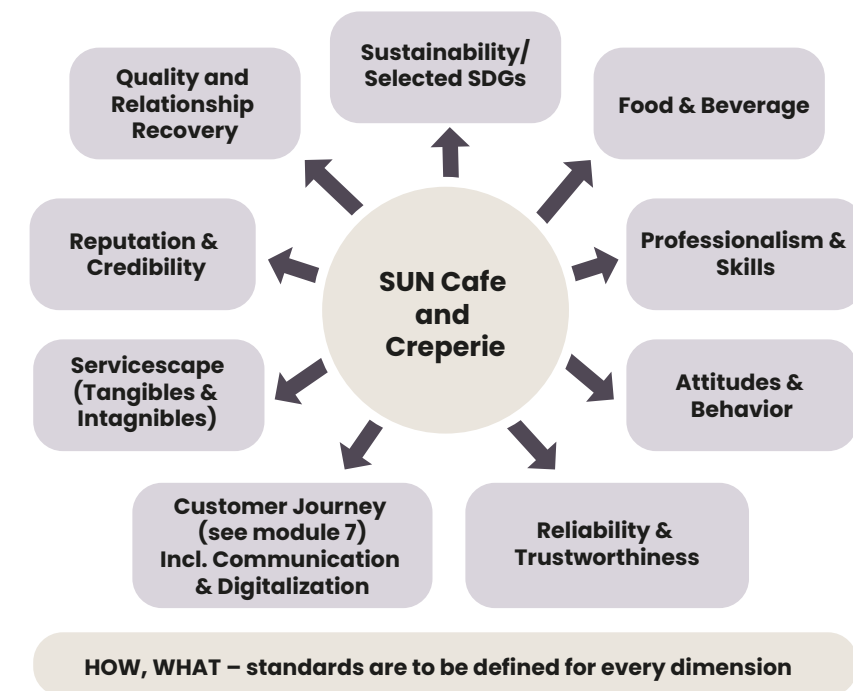 Sustainability/
Selected SDGs
Quality and
Relationship
Recovery
Food & Beverage
Reputation &
Credibility
Professionalism &
Skills
SUN Cafe
and
Creperie
Servicescape
(Tangibles &
Intagnibles)
Attitudes &
Behavior
Customer Journey
(see module 7)
Incl. Communication
& Digitalization
Reliability &
Trustworthiness
HOW, WHAT – standards are to be defined for every dimension